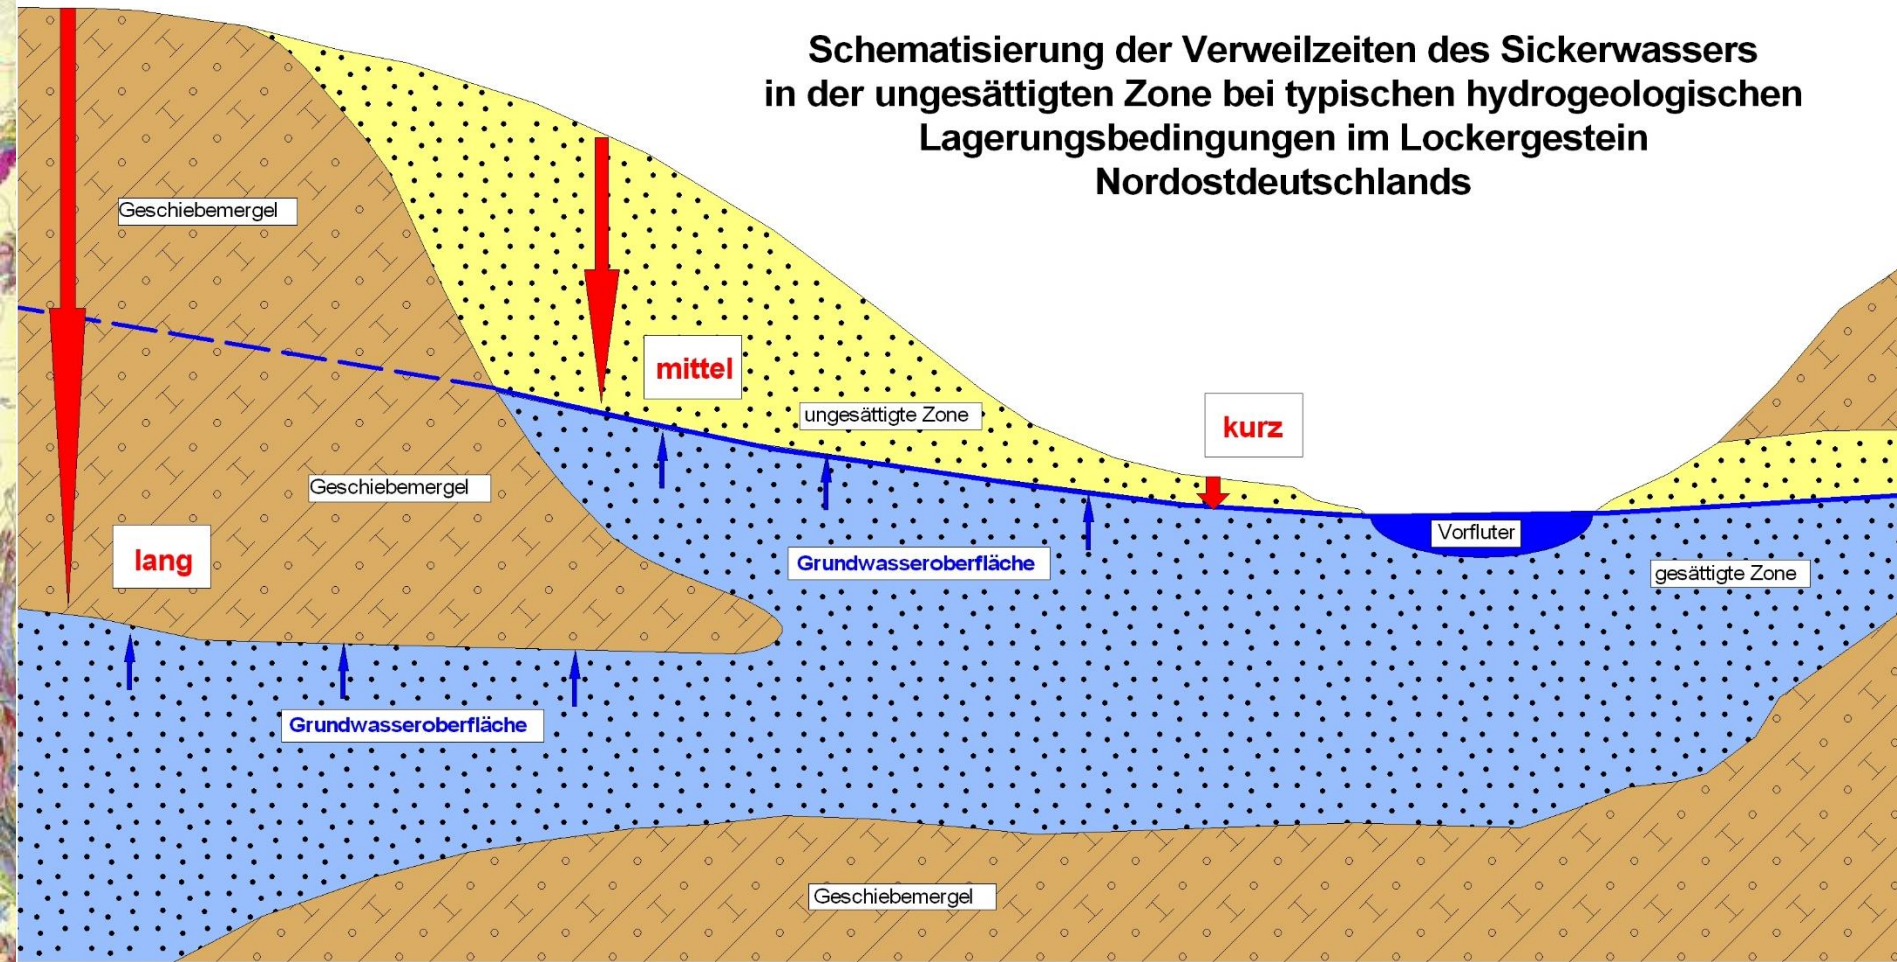 Schematisierung der Verweilzeiten des Sickerwassers
in der ungesättigten Zone bei typischen hydrogeologischen
Lagerungsbedingungen im Lockergestein
Nordostdeutschlands
Geschiebemergel
mittel
ungesättigte Zone
kurz
Geschiebemergel
Vorfluter
lang
Grundwasseroberfläche
gesättigte Zone
Grundwasseroberfläche
Geschiebemergel